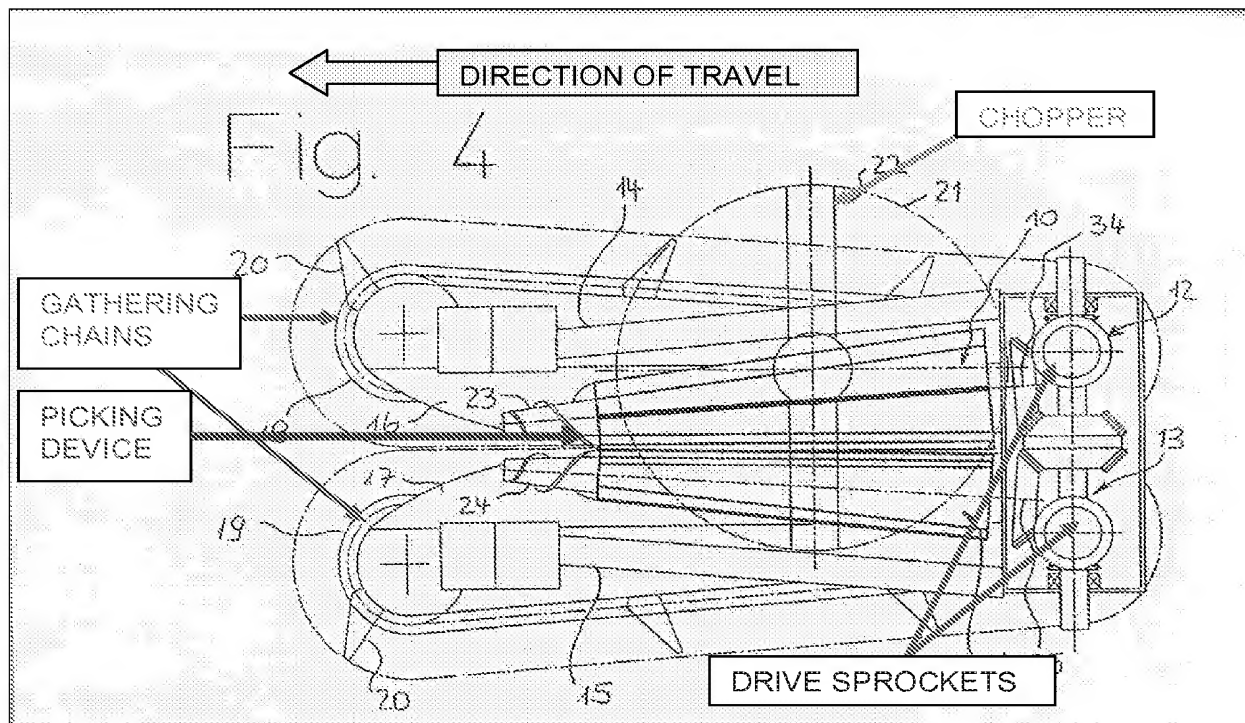 DIRECTION OF TRAVEL
CHOPPER
Fig. 4
22
14
21
10
34
20
12
GATHERING
CHAINS
PICKING
DEVICE
18
16
23
13
17
24
19
20
15
DRIVE SPROCKETS